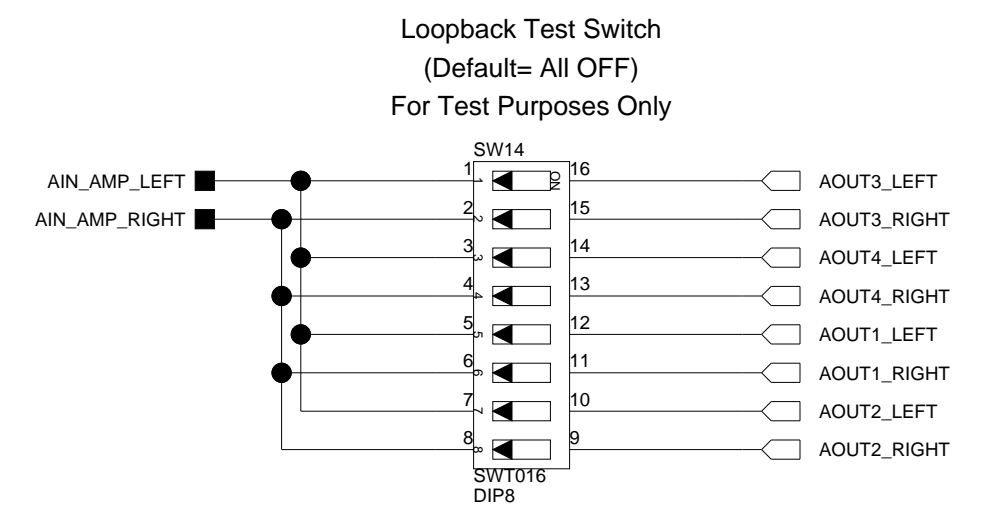 Loopback Test Switch
(Default= All OFF)
For Test Purposes Only
SW14
AIN_AMP_LEFT 1 1 ON 16 AOUT3_LEFT
AIN_AMP_RIGHT 2 2 15 AOUT3_RIGHT
3 3 14 AOUT4_LEFT
4 4 13 AOUT4_RIGHT
5 5 12 AOUT1_LEFT
6 6 11 AOUT1_RIGHT
7 7 10 AOUT2_LEFT
8 8 9 AOUT2_RIGHT
SWT016
DIP8